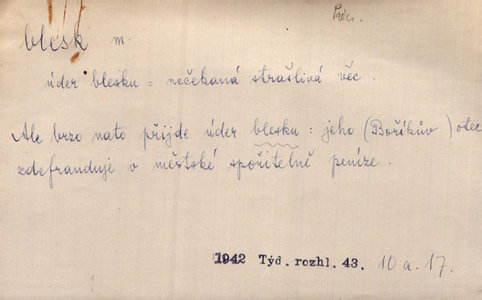 Přen.
blesk m.
úder blesku = nečekaná strašlivá věc.
Ale brzo nato přijde úder blesku: jeho (Boříkův) otec
zdefrauduje v městské spořitelně peníze.
1942 Týd. rozhl. 43. 10 a. 17.